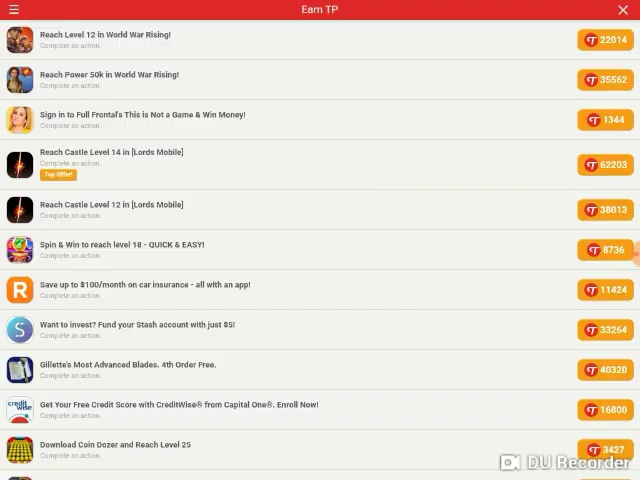 Earn TP
Reach Level 12 in World War Rising!
Complete an action.
22014
Reach Power 50k in World War Rising!
Complete an action.
35562
Sign in to Full Frontal's This is Not a Game & Win Money!
Complete an action.
1344
Reach Castle Level 14 in [Lords Mobile]
Complete an action.
Top Offer!
62203
Reach Castle Level 12 in [Lords Mobile]
Complete an action.
38013
Spin & Win to reach level 18 - QUICK & EASY!
Complete an action.
8736
R
Save up to $100/month on car insurance - all with an app!
Complete an action.
11424
S
Want to invest? Fund your Stash account with just $5!
Complete an action.
33264
Gillette's Most Advanced Blades. 4th Order Free.
Complete an action.
40320
credit
wise
Get Your Free Credit Score with CreditWise® from Capital One®. Enroll Now!
Complete an action.
16800
Download Coin Dozer and Reach Level 25
Complete an action.
3427
DU Recorder